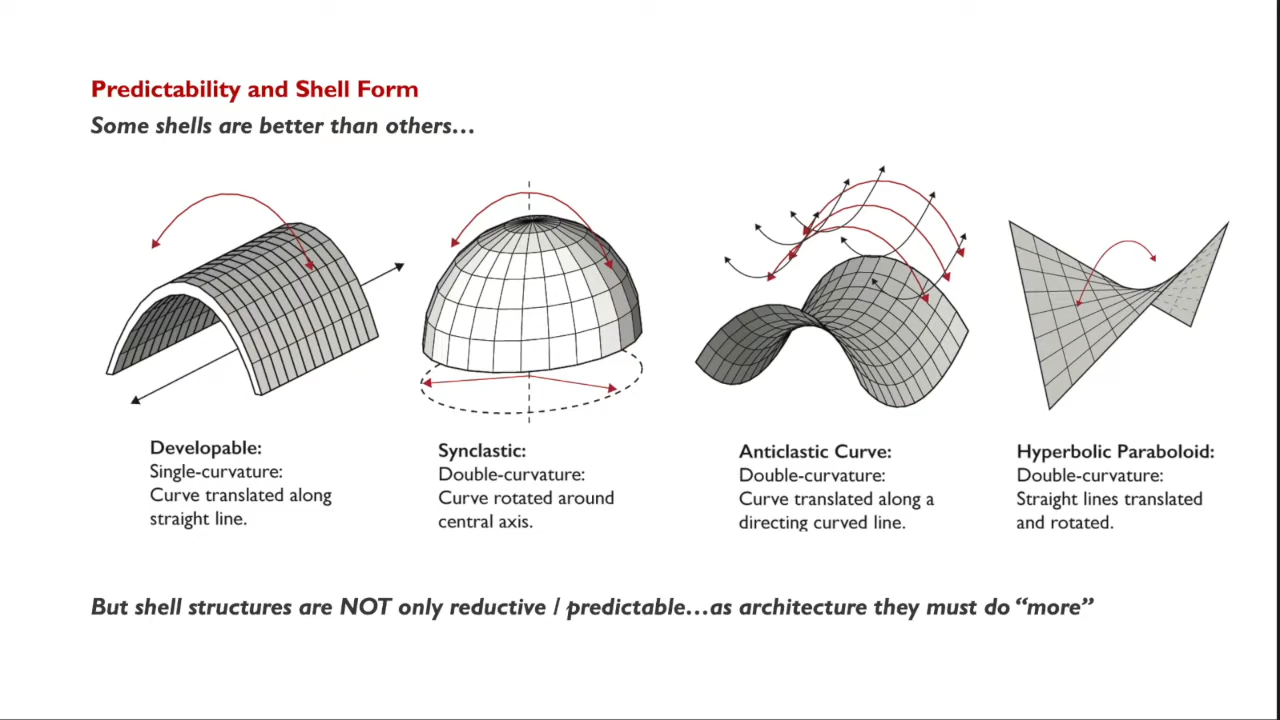 Predictability and Shell Form
Some shells are better than others…
Developable:
Single-curvature:
Curve translated along
straight line.
Synclastic:
Double-curvature:
Curve rotated around
central axis.
Anticlastic Curve:
Double-curvature:
Curve translated along a
directing curved line.
Hyperbolic Paraboloid:
Double-curvature:
Straight lines translated
and rotated.
But shell structures are NOT only reductive / predictable…as architecture they must do “more”